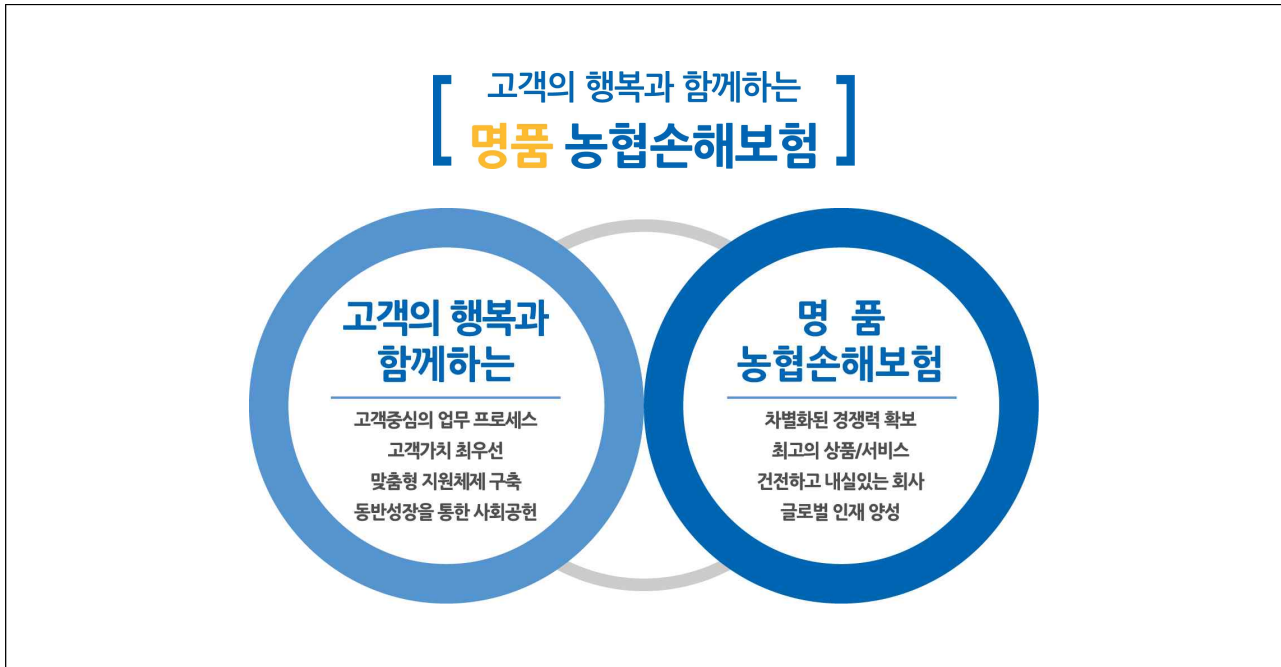 고객의 행복과 함께하는
명품 농협손해보험
고객의 행복과
함께하는
고객중심의 업무 프로세스
고객가치 최우선
맞춤형 지원체제 구축
동반성장을 통한 사회공헌
명 품
농협손해보험
차별화된 경쟁력 확보
최고의 상품/서비스
건전하고 내실있는 회사
글로벌 인재 양성